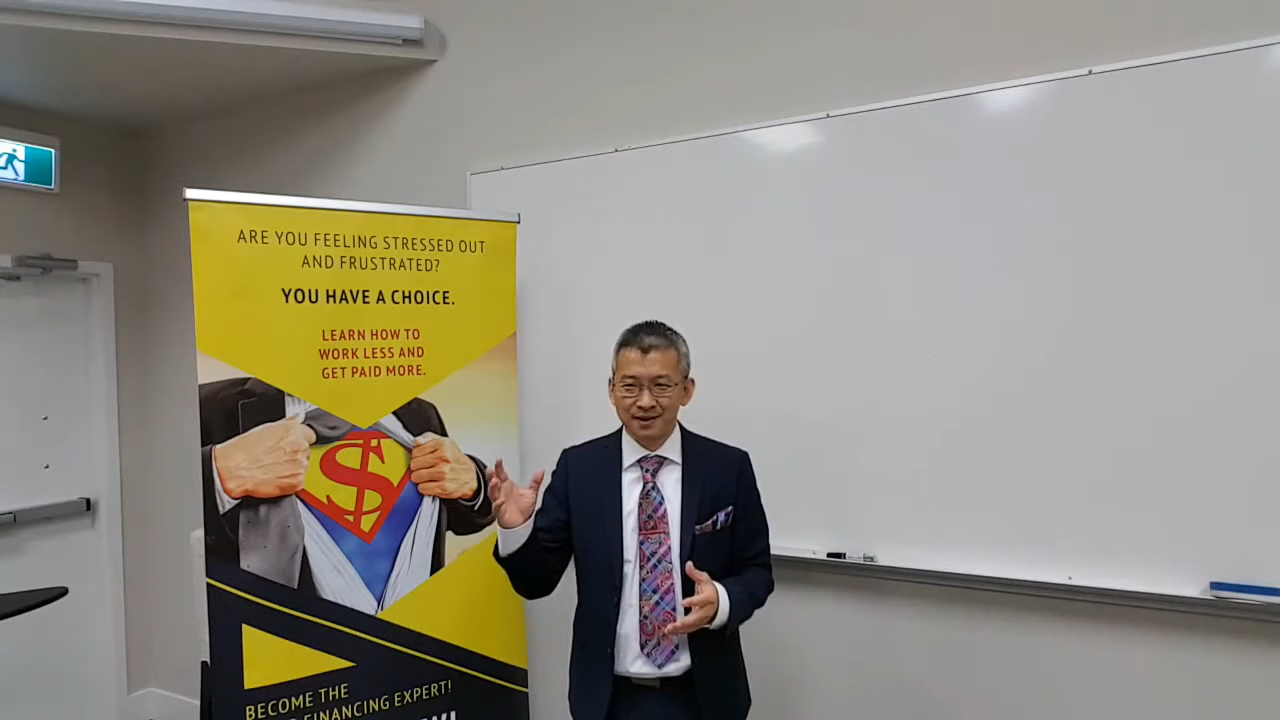 ARE YOU FEELING STRESSED OUT
AND FRUSTRATED?
YOU HAVE A CHOICE.
LEARN HOW TO
WORK LESS AND
GET PAID MORE.
$
BECOME THE
FINANCING EXPERT!